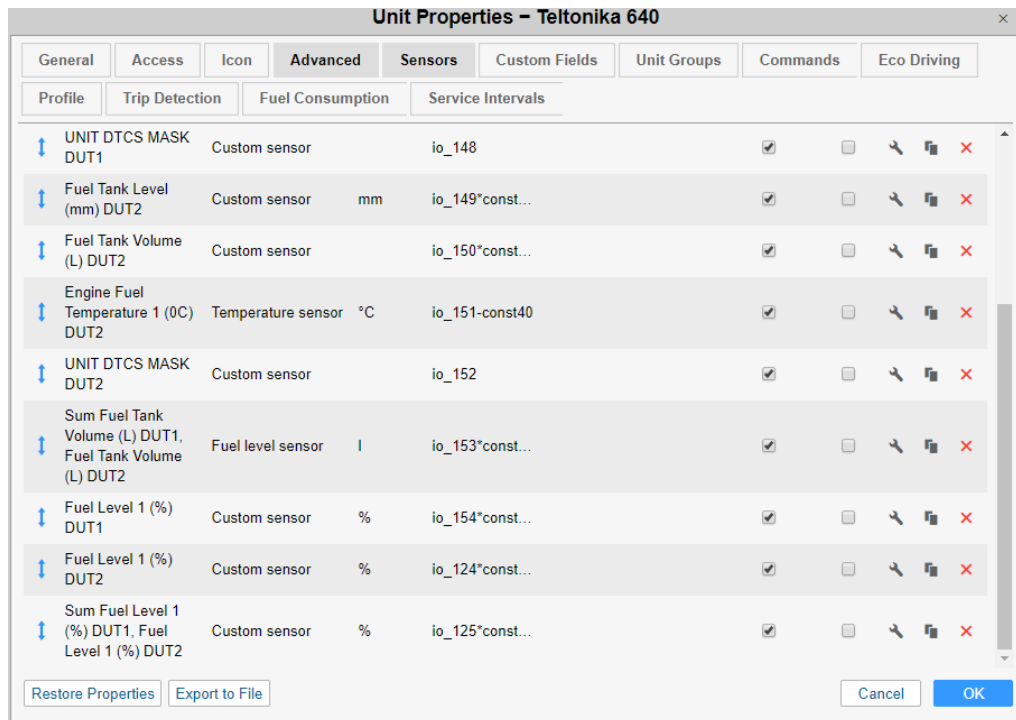 Unit Properties – Teltonika 640
General Access Icon Advanced Sensors Custom Fields Unit Groups Commands Eco Driving
Profile Trip Detection Fuel Consumption Service Intervals
UNIT DTCS MASK
DUT1
Custom sensor io_148
Fuel Tank Level
(mm) DUT2
Custom sensor mm io_149*const...
Fuel Tank Volume
(L) DUT2
Custom sensor io_150*const...
Engine Fuel
Temperature 1 (0C)
DUT2
Temperature sensor °C io_151-const40
UNIT DTCS MASK
DUT2
Custom sensor io_152
Sum Fuel Tank
Volume (L) DUT1,
Fuel Tank Volume
(L) DUT2
Fuel level sensor l io_153*const...
Fuel Level 1 (%)
DUT1
Custom sensor % io_154*const...
Fuel Level 1 (%)
DUT2
Custom sensor % io_124*const...
Sum Fuel Level 1
(%) DUT1, Fuel
Level 1 (%) DUT2
Custom sensor % io_125*const...
Restore Properties Export to File Cancel OK